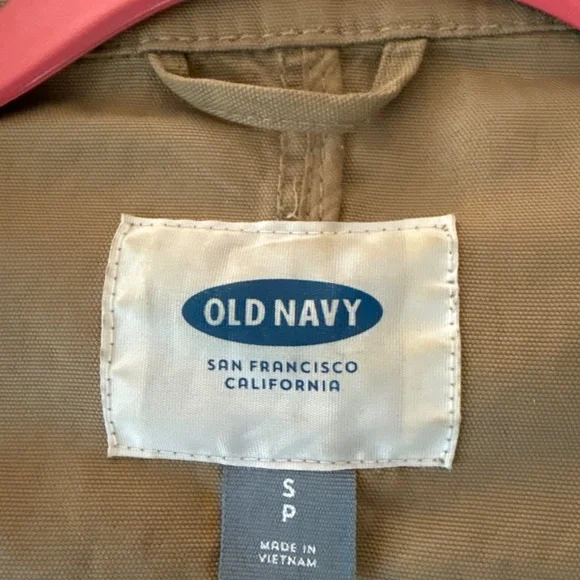 OLD NAVY
SAN FRANCISCO
CALIFORNIA
S
P
MADE IN
VIETNAM